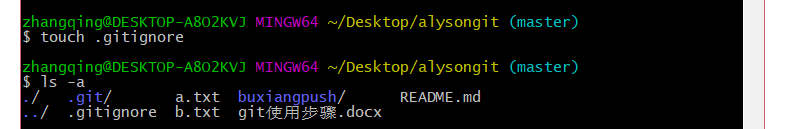 zhangqing@DESKTOP-A8O2KVJ MINGW64 ~/Desktop/alysongit (master)
$ touch .gitignore
zhangqing@DESKTOP-A8O2KVJ MINGW64 ~/Desktop/alysongit (master)
$ ls -a
./ .git/ a.txt buxiangpush/ README.md
../ .gitignore b.txt git使用步骤.docx